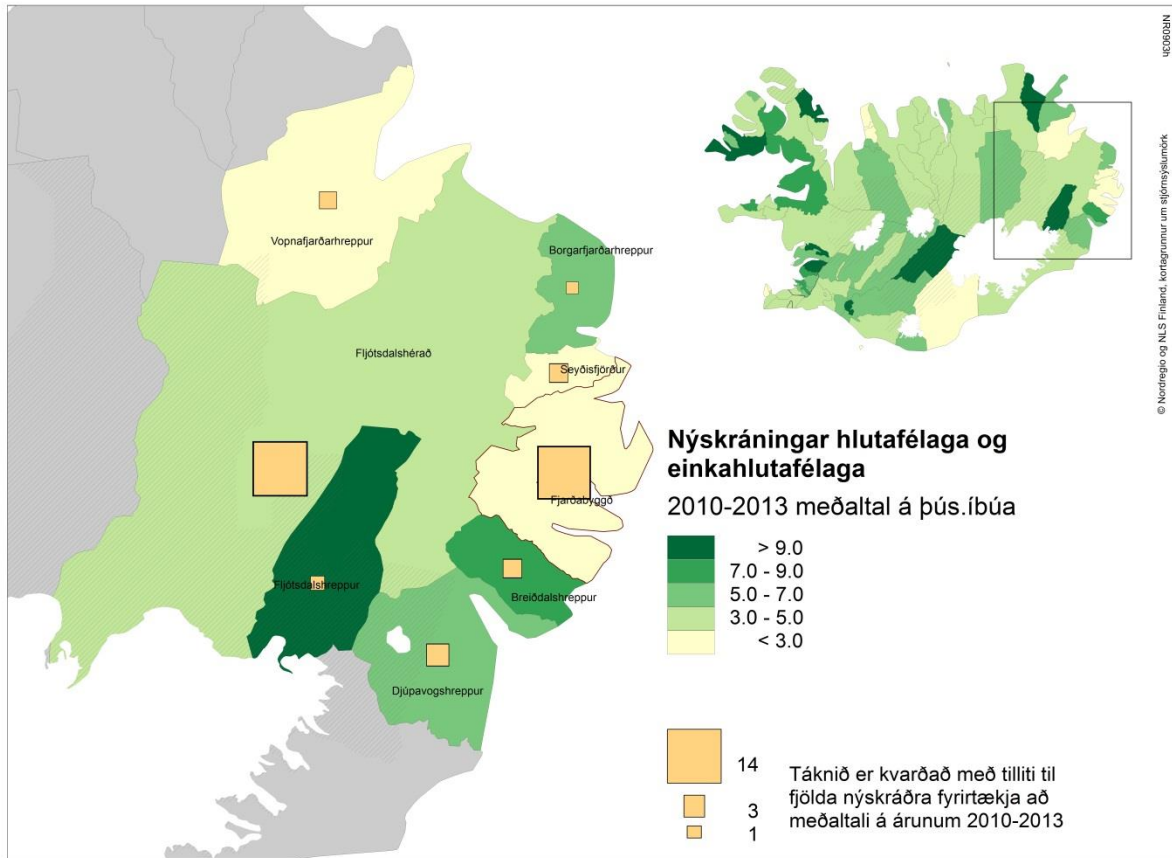 NR0903h
© Nordregio og NLS Finland, kortagrunnur um stjórnsýslumörk
Vopnafjarðarhreppur
Borgarfjarðarhreppur
Fljótsdalshérað
Seyðisfjörður
Fjarðabyggð
Fljótsdalshreppur
Breiðdalshreppur
Djúpavogshreppur
Nýskráningar hlutafélaga og
einkahlutafélaga
2010-2013 meðaltal á þús.íbúa
> 9.0
7.0 - 9.0
5.0 - 7.0
3.0 - 5.0
< 3.0
14
3
1
Táknið er kvarðað með tilliti til
fjölda nýskráðra fyrirtækja að
meðaltali á árunum 2010-2013